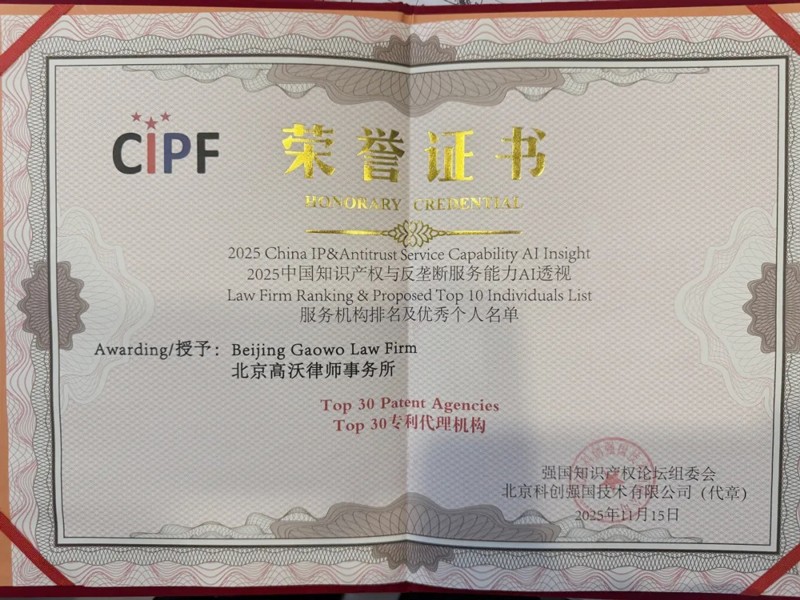 CIPF
荣誉证书
HONORARY CREDENTIAL
2025 China IP&Antitrust Service Capability AI Insight
2025中国知识产权与反垄断服务能力AI透视
Law Firm Ranking & Proposed Top 10 Individuals List
服务机构排名及优秀个人名单
Awarding/授予：Beijing Gaowo Law Firm
北京高沃律师事务所
Top 30 Patent Agencies
Top 30专利代理机构
强国知识产权论坛组委会
北京科创强国技术有限公司（代章）
2025年11月15日